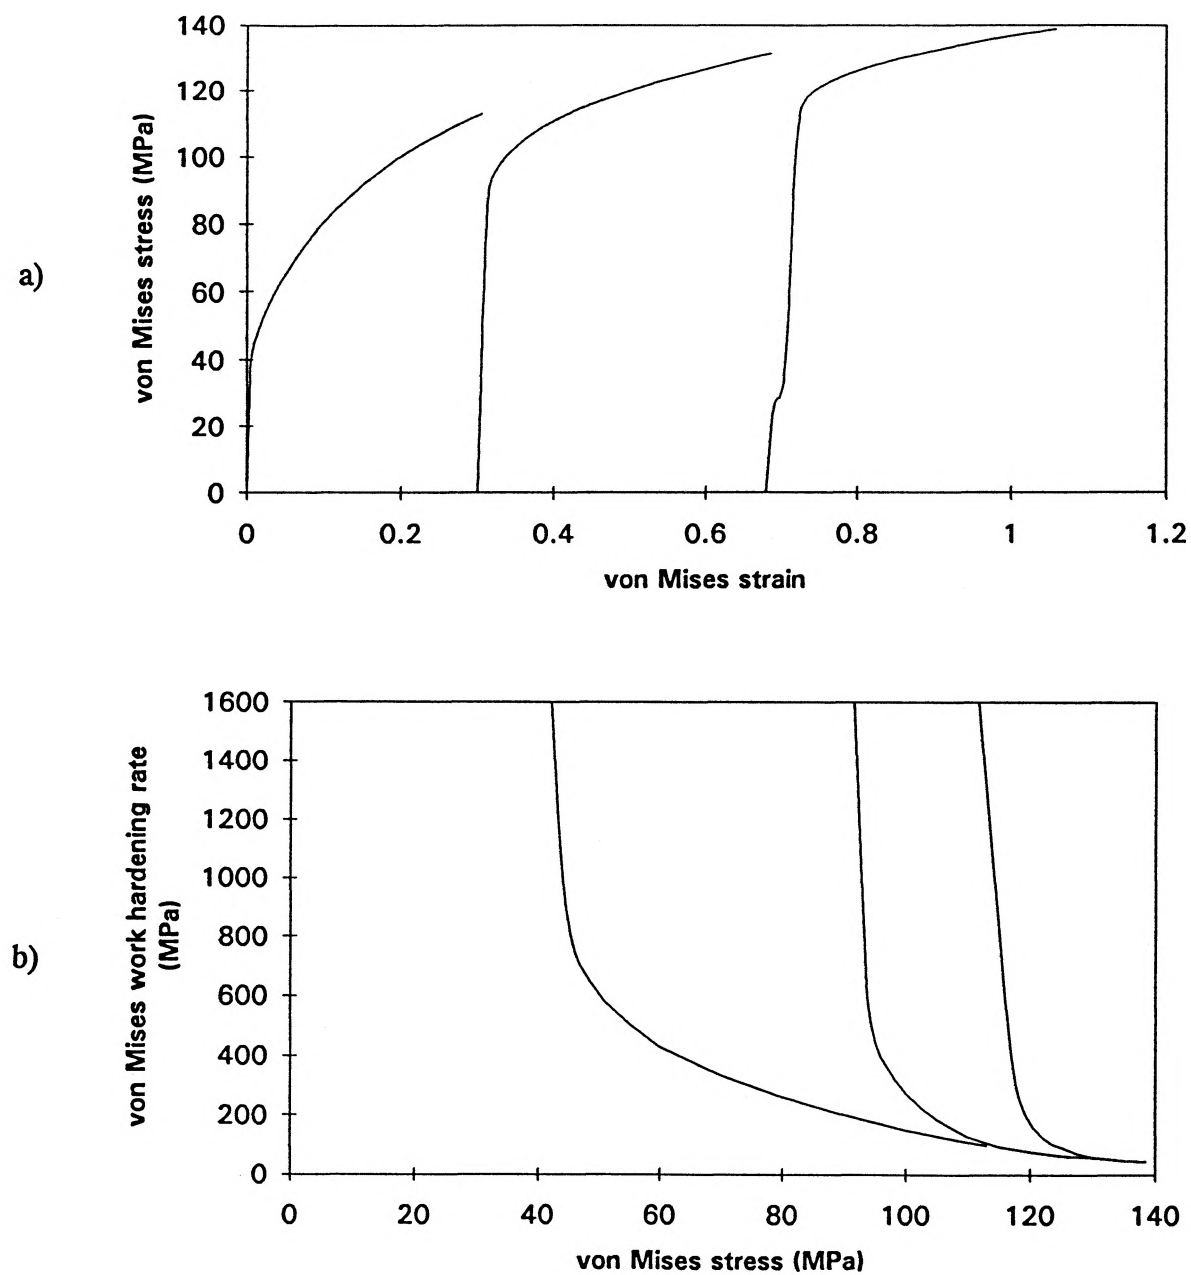 a)
von Mises stress (MPa)
140
120
100
80
60
40
20
0
0 0.2 0.4 0.6 0.8 1 1.2
von Mises strain
b)
von Mises work hardening rate
(MPa)
1600
1400
1200
1000
800
600
400
200
0
0 20 40 60 80 100 120 140
von Mises stress (MPa)